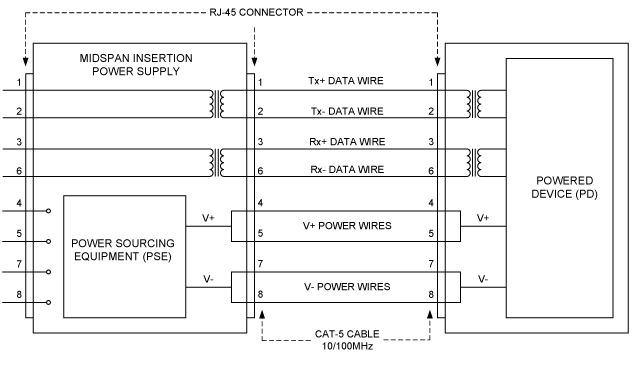 RJ-45 CONNECTOR
MIDSPAN INSERTION
POWER SUPPLY
1 1 Tx+ DATA WIRE 1
2 2 Tx- DATA WIRE 2
3 3 Rx+ DATA WIRE 3
6 6 Rx- DATA WIRE 6
POWERED
DEVICE (PD)
4 4 4
V+ V+ POWER WIRES V+
5 5 5
POWER SOURCING
EQUIPMENT (PSE)
7 7 7
V- V- POWER WIRES V-
8 8 8
CAT-5 CABLE
10/100MHz